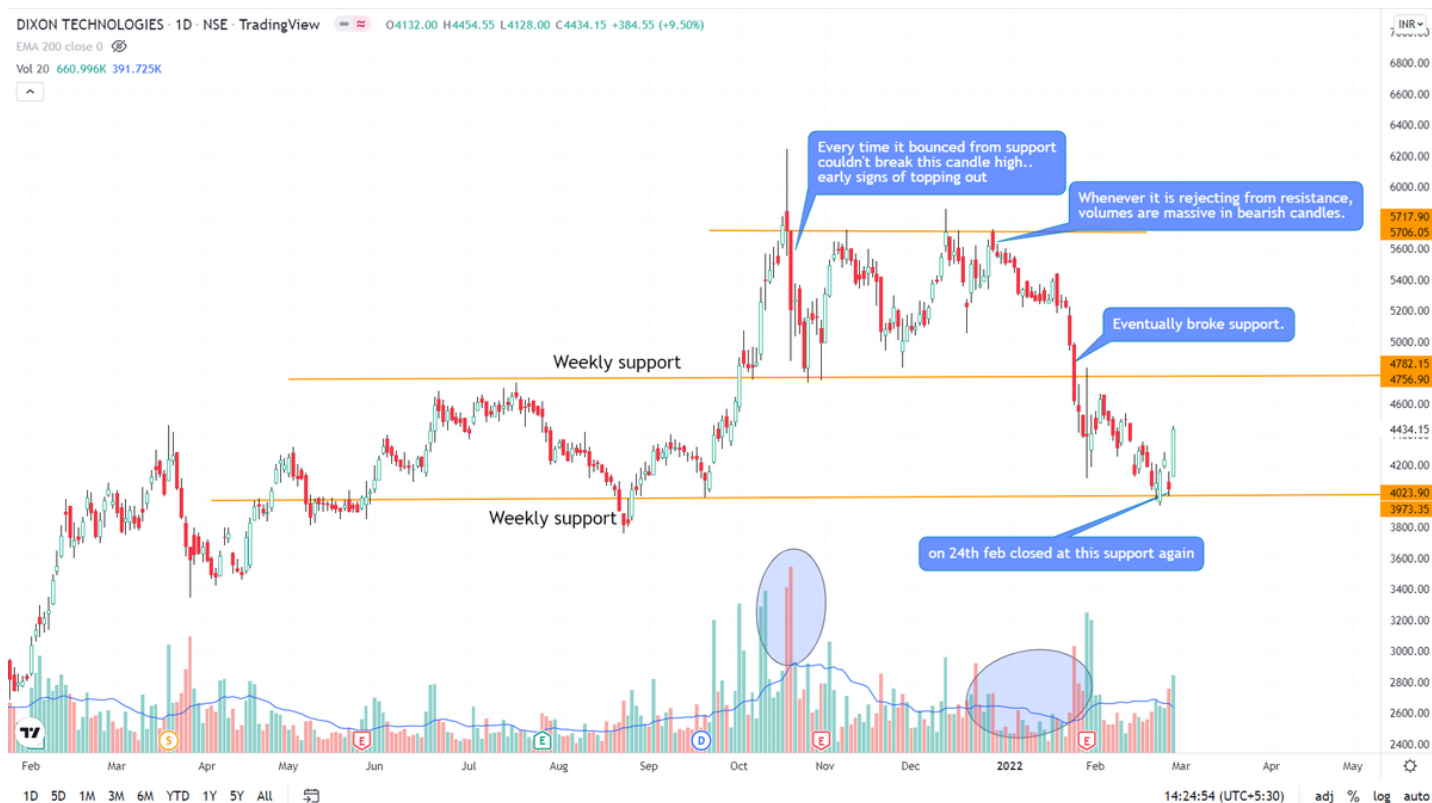 DIXON TECHNOLOGIES · 1D · NSE · TradingView
O4132.00 H4454.55 L4128.00 C4434.15 +384.55 (+9.50%)
EMA 200 close 0
Vol 20 660.996K 391.725K
INR
6800.00
6600.00
6400.00
6200.00
6000.00
5717.90
5706.05
5600.00
5400.00
5200.00
5000.00
4782.15
4756.90
4600.00
4434.15
4200.00
4023.90
3973.35
3800.00
3600.00
3400.00
3200.00
3000.00
2800.00
2600.00
2400.00
Every time it bounced from support
couldn't break this candle high..
early signs of topping out
Whenever it is rejecting from resistance,
volumes are massive in bearish candles.
Eventually broke support.
Weekly support
Weekly support
on 24th feb closed at this support again
S
E
E
D
E
E
Feb Mar Apr May Jun Jul Aug Sep Oct Nov Dec 2022 Feb Mar Apr May
1D 5D 1M 3M 6M YTD 1Y 5Y All
14:24:54 (UTC+5:30) adj % log auto